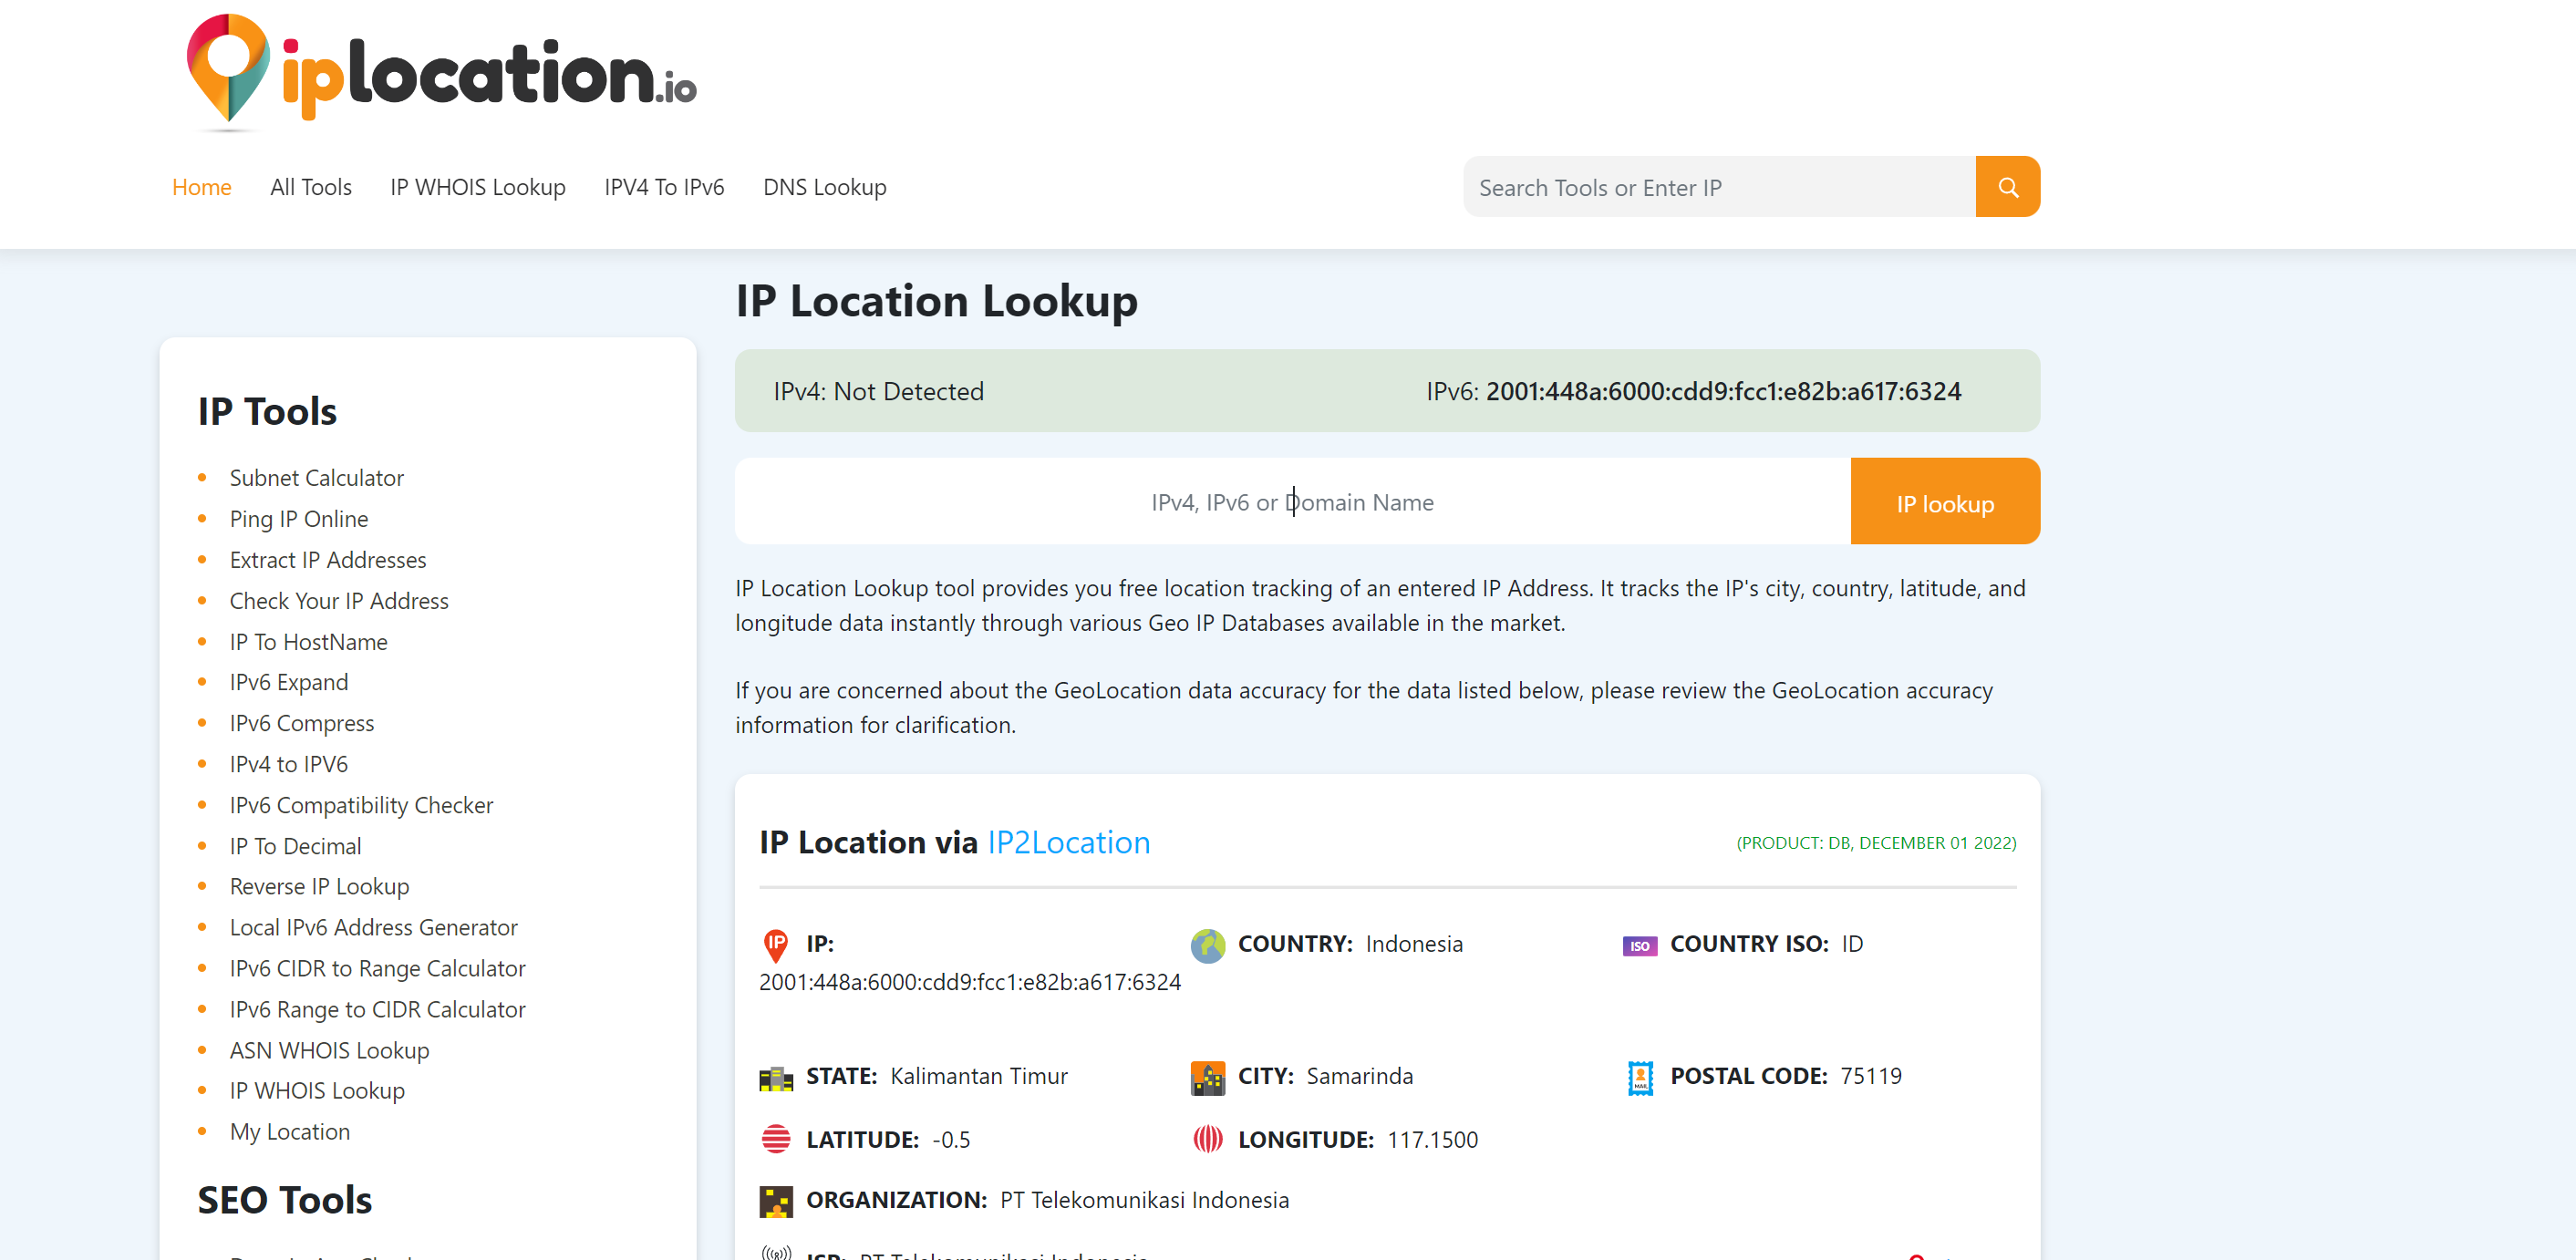 iplocation.io
Home All Tools IP WHOIS Lookup IPV4 To IPv6 DNS Lookup
Search Tools or Enter IP
IP Location Lookup
IPv4: Not Detected IPv6: 2001:448a:6000:cdd9:fcc1:e82b:a617:6324
IPv4, IPv6 or Domain Name
IP lookup
IP Location Lookup tool provides you free location tracking of an entered IP Address. It tracks the IP's city, country, latitude, and
longitude data instantly through various Geo IP Databases available in the market.
If you are concerned about the GeoLocation data accuracy for the data listed below, please review the GeoLocation accuracy
information for clarification.
IP Tools
Subnet Calculator
Ping IP Online
Extract IP Addresses
Check Your IP Address
IP To HostName
IPv6 Expand
IPv6 Compress
IPv4 to IPV6
IPv6 Compatibility Checker
IP To Decimal
Reverse IP Lookup
Local IPv6 Address Generator
IPv6 CIDR to Range Calculator
IPv6 Range to CIDR Calculator
ASN WHOIS Lookup
IP WHOIS Lookup
My Location
SEO Tools
IP Location via IP2Location
(PRODUCT: DB, DECEMBER 01 2022)
IP IP:
2001:448a:6000:cdd9:fcc1:e82b:a617:6324
COUNTRY: Indonesia
ISO COUNTRY ISO: ID
STATE: Kalimantan Timur
CITY: Samarinda
MAIL POSTAL CODE: 75119
LATITUDE: -0.5
LONGITUDE: 117.1500
ORGANIZATION: PT Telekomunikasi Indonesia
ISP: PT Telekomunikasi Indonesia